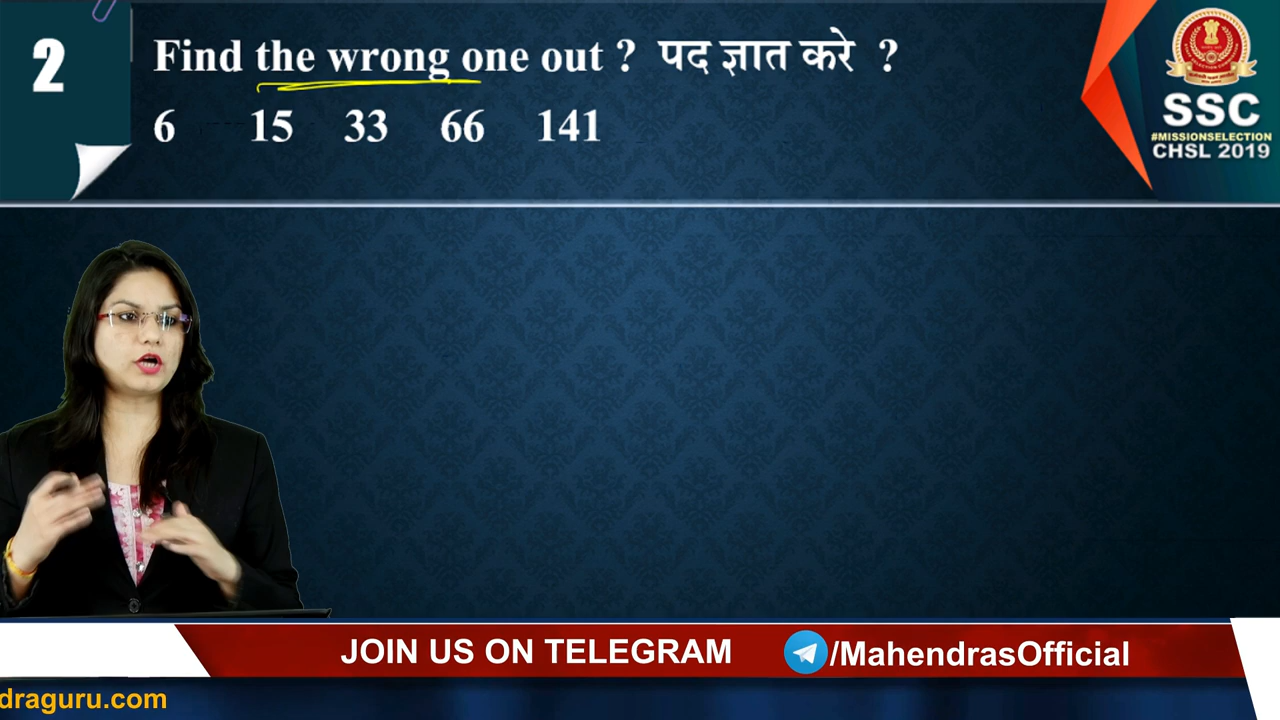 2
Find the wrong one out ? पद ज्ञात करे ?
6 15 33 66 141
SSC
#MISSIONSELECTION
CHSL 2019
JOIN US ON TELEGRAM
/MahendrasOfficial
draguru.com